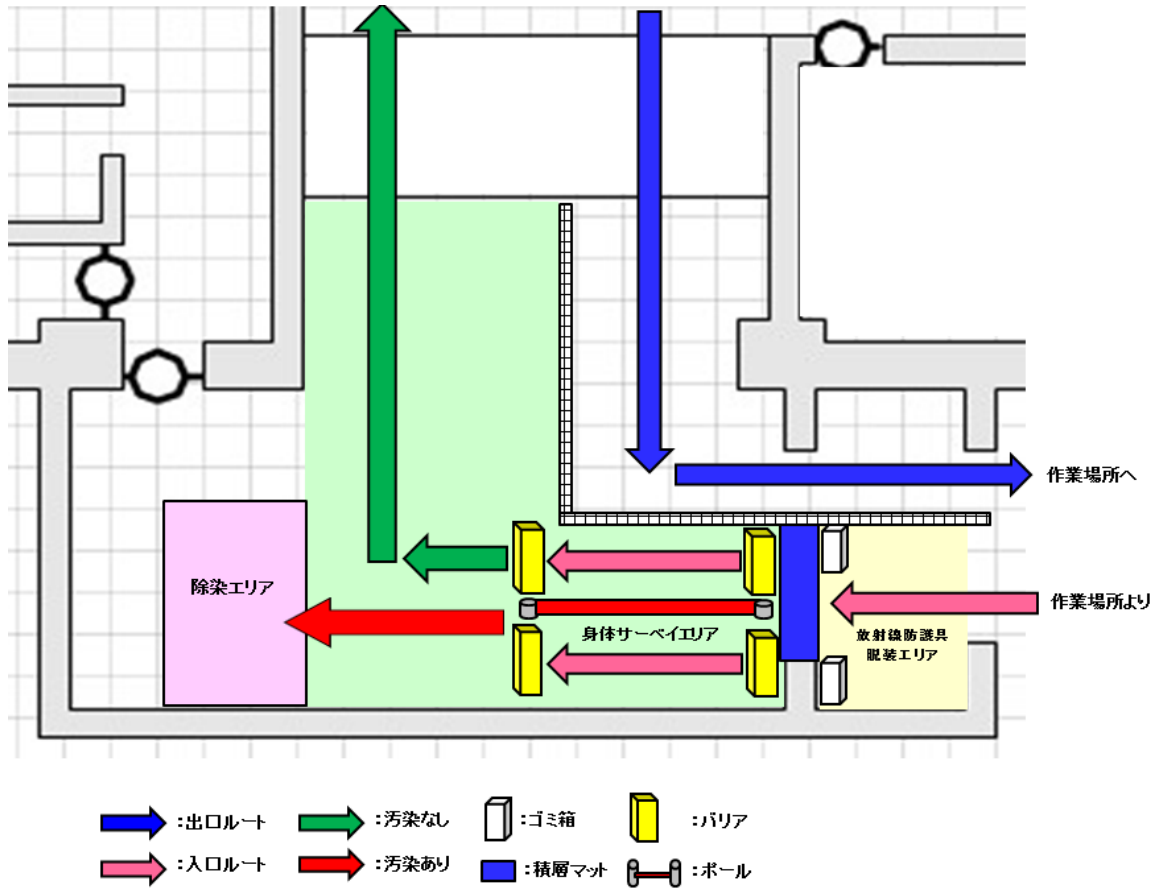 作業場所へ
除染エリア
作業場所より
身体サーベイエリア
放射線防護具
脱装エリア
:出口ルート
:汚染なし
:ゴミ箱
:バリア
:入口ルート
:汚染あり
:積層マット
:ポール